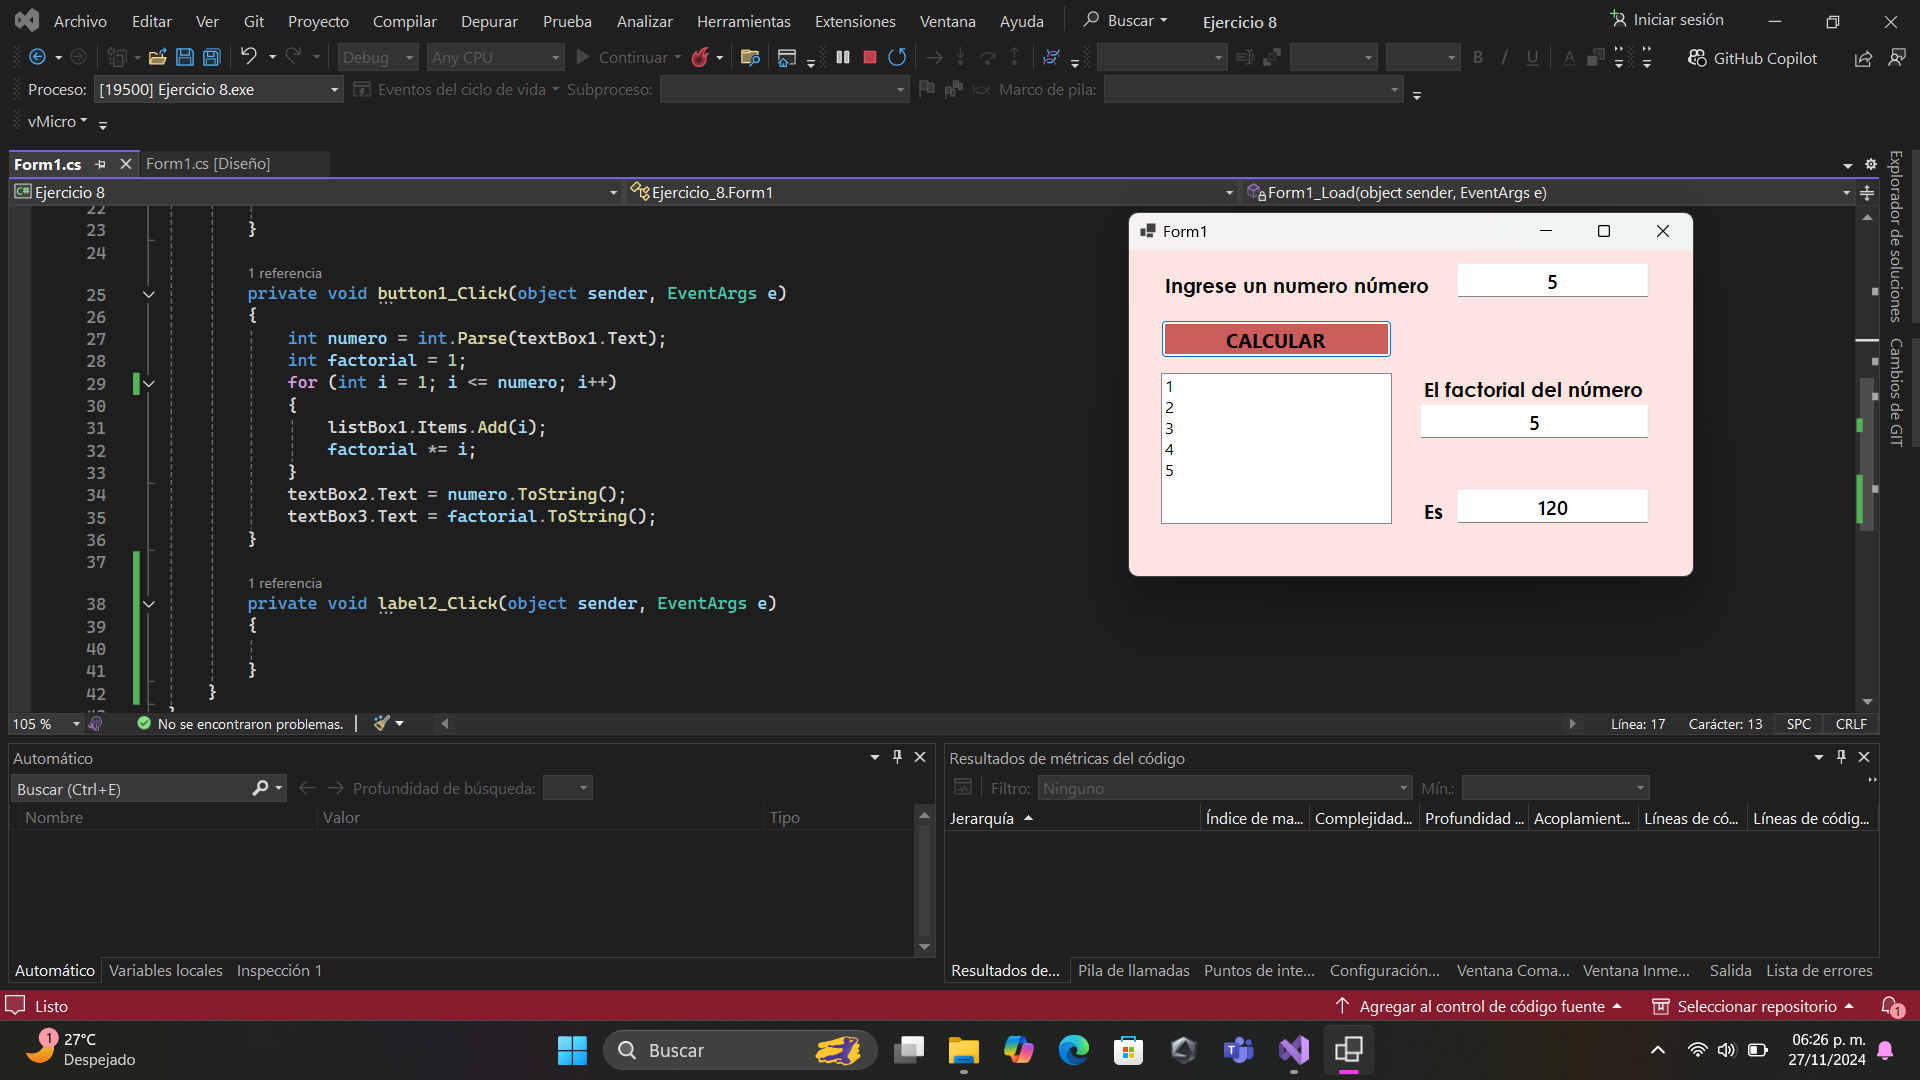 Archivo Editar Ver Git Proyecto Compilar Depurar Prueba Analizar Herramientas Extensiones Ventana Ayuda Buscar Ejercicio 8 Iniciar sesión
Debug Any CPU Continuar B I U A GitHub Copilot
Proceso: [19500] Ejercicio 8.exe Eventos del ciclo de vida Subproceso: Marco de pila:
vMicro
Form1.cs Form1.cs [Diseño]
C# Ejercicio 8 Ejercicio_8.Form1 Form1_Load(object sender, EventArgs e)
22
23 }
24
1 referencia
25 private void button1_Click(object sender, EventArgs e)
26 {
27 int numero = int.Parse(textBox1.Text);
28 int factorial = 1;
29 for (int i = 1; i <= numero; i++)
30 {
31 listBox1.Items.Add(i);
32 factorial *= i;
33 }
34 textBox2.Text = numero.ToString();
35 textBox3.Text = factorial.ToString();
36 }
37
1 referencia
38 private void label2_Click(object sender, EventArgs e)
39 {
40
41 }
42 }
Form1
Ingrese un numero número 5
CALCULAR
1
2
3
4
5
El factorial del número
5
Es 120
Explorador de soluciones
Cambios de GIT
105 % No se encontraron problemas. Línea: 17 Carácter: 13 SPC CRLF
Automático
Buscar (Ctrl+E) Profundidad de búsqueda:
Nombre Valor Tipo
Automático Variables locales Inspección 1
Resultados de métricas del código
Filtro: Ninguno Mín.:
Jerarquía Índice de ma... Complejidad... Profundidad ... Acoplamient... Líneas de có... Líneas de códig...
Resultados de... Pila de llamadas Puntos de inte... Configuración... Ventana Coma... Ventana Inme... Salida Lista de errores
Listo Agregar al control de código fuente Seleccionar repositorio 1
1 27°C
Despejado
Buscar
06:26 p. m.
27/11/2024